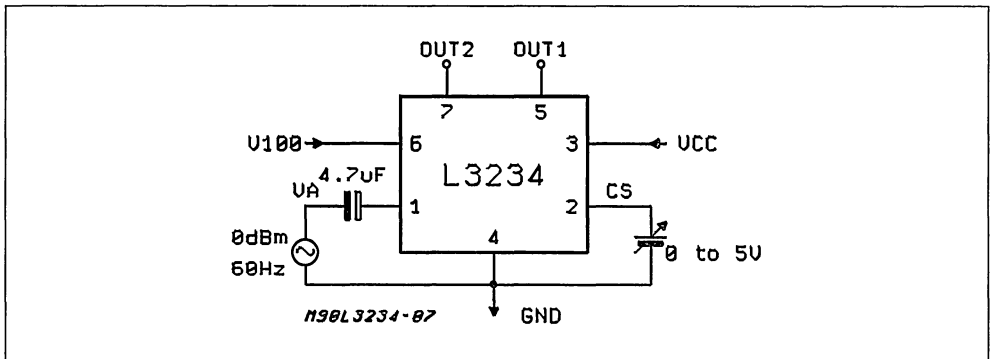 OUT2 OUT1
7 5
V100 6 3 VCC
L3234
4.7uF
VA 1 2 CS
0dBm
60Hz
4
0 to 5V
M90L3234-07
GND